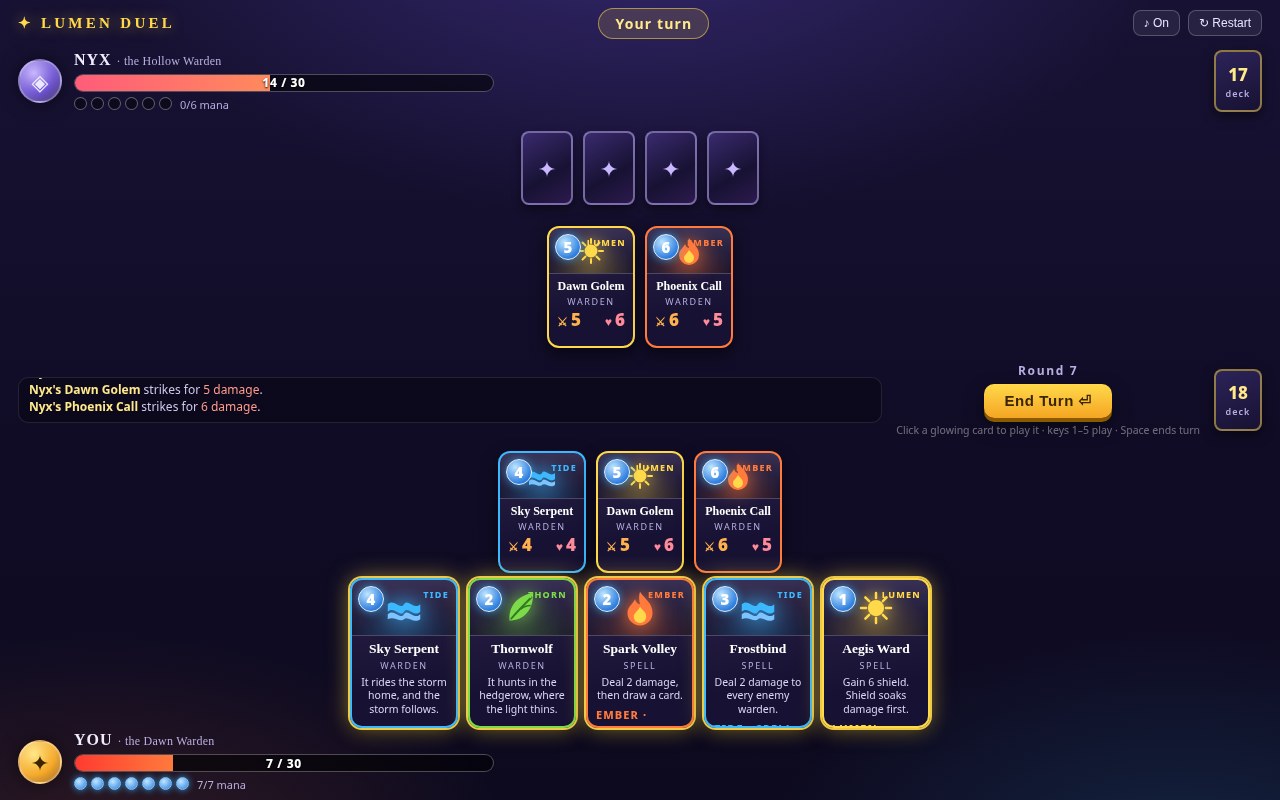 ✦ LUMEN DUEL
Your turn
♪ On
↻ Restart
NYX · the Hollow Warden
14 / 30
0/6 mana
17
deck
5
LUMEN
Dawn Golem
WARDEN
⚔ 5 ♥ 6
6
EMBER
Phoenix Call
WARDEN
⚔ 6 ♥ 5
Nyx's Dawn Golem strikes for 5 damage.
Nyx's Phoenix Call strikes for 6 damage.
Round 7
End Turn ⏎
Click a glowing card to play it · keys 1–5 play · Space ends turn
18
deck
4
TIDE
Sky Serpent
WARDEN
⚔ 4 ♥ 4
5
LUMEN
Dawn Golem
WARDEN
⚔ 5 ♥ 6
6
EMBER
Phoenix Call
WARDEN
⚔ 6 ♥ 5
4
TIDE
Sky Serpent
WARDEN
It rides the storm
home, and the
storm follows.
2
THORN
Thornwolf
WARDEN
It hunts in the
hedgerow, where
the light thins.
2
EMBER
Spark Volley
SPELL
Deal 2 damage,
then draw a card.
EMBER ·
3
TIDE
Frostbind
SPELL
Deal 2 damage to
every enemy
warden.
1
LUMEN
Aegis Ward
SPELL
Gain 6 shield.
Shield soaks
damage first.
YOU · the Dawn Warden
7 / 30
7/7 mana